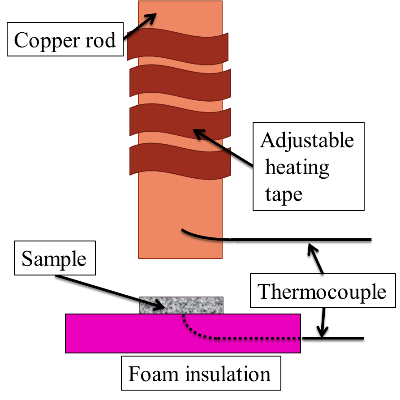 Copper rod
Adjustable
heating
tape
Sample
Thermocouple
Foam insulation